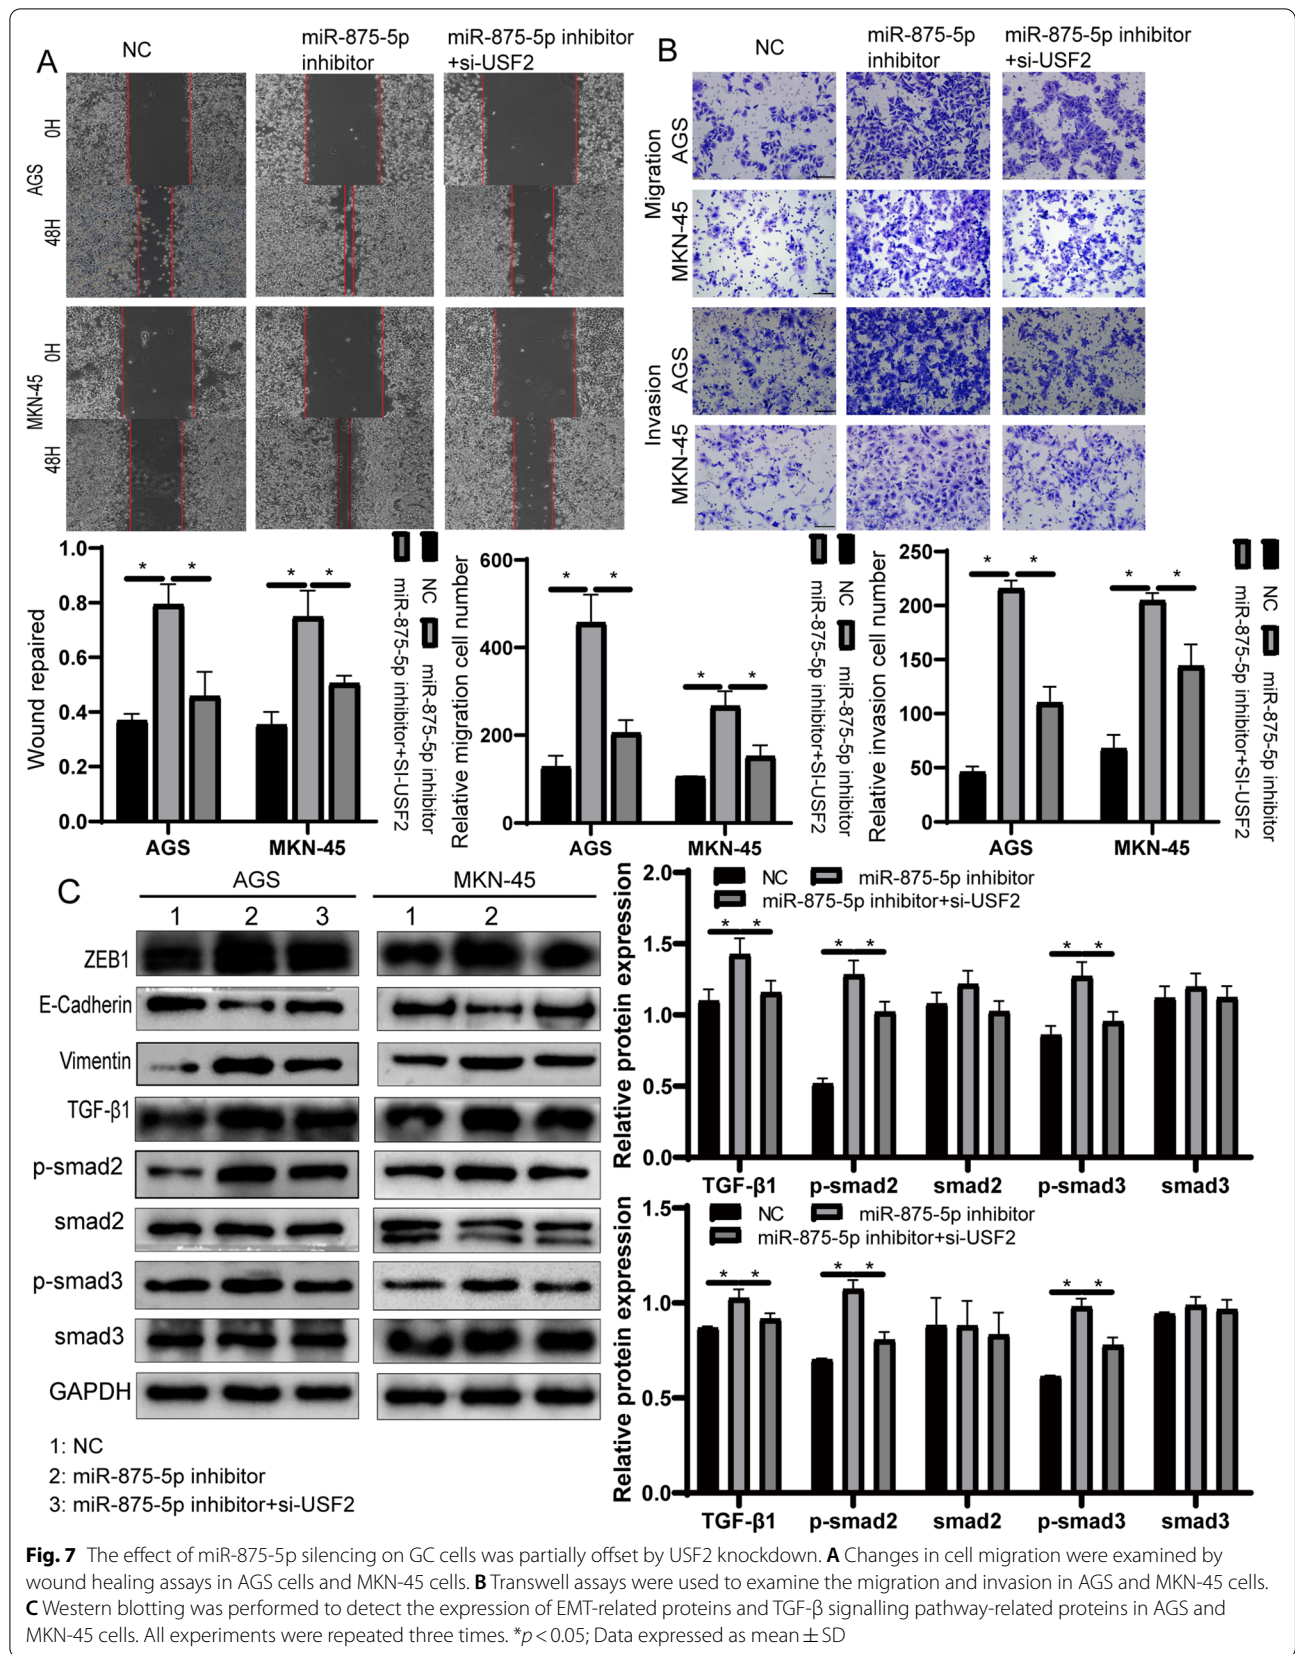 A
NC
miR-875-5p
inhibitor
miR-875-5p inhibitor
+si-USF2
AGS
0H
48H
MKN-45
0H
48H
B
NC
miR-875-5p
inhibitor
miR-875-5p inhibitor
+si-USF2
Migration
AGS
MKN-45
Invasion
AGS
MKN-45
Wound repaired
1.0
0.8
0.6
0.4
0.2
0.0
* * * *
AGS MKN-45
NC
miR-875-5p inhibitor
miR-875-5p inhibitor+SI-USF2
Relative migration cell number
600
400
200
0
* * * *
AGS MKN-45
NC
miR-875-5p inhibitor
miR-875-5p inhibitor+SI-USF2
Relative invasion cell number
250
200
150
100
50
0
* * * *
AGS MKN-45
NC
miR-875-5p inhibitor
miR-875-5p inhibitor+SI-USF2
C
AGS MKN-45
1 2 3 1 2
ZEB1
E-Cadherin
Vimentin
TGF-β1
p-smad2
smad2
p-smad3
smad3
GAPDH
1: NC
2: miR-875-5p inhibitor
3: miR-875-5p inhibitor+si-USF2
Relative protein expression
2.0
1.5
1.0
0.5
0.0
NC miR-875-5p inhibitor
miR-875-5p inhibitor+si-USF2
* * * * * *
TGF-β1 p-smad2 smad2 p-smad3 smad3
Relative protein expression
1.5
1.0
0.5
0.0
NC miR-875-5p inhibitor
miR-875-5p inhibitor+si-USF2
* * * * * *
TGF-β1 p-smad2 smad2 p-smad3 smad3
Fig. 7 The effect of miR-875-5p silencing on GC cells was partially offset by USF2 knockdown. A Changes in cell migration were examined by
wound healing assays in AGS cells and MKN-45 cells. B Transwell assays were used to examine the migration and invasion in AGS and MKN-45 cells.
C Western blotting was performed to detect the expression of EMT-related proteins and TGF-β signalling pathway-related proteins in AGS and
MKN-45 cells. All experiments were repeated three times. *p < 0.05; Data expressed as mean ± SD